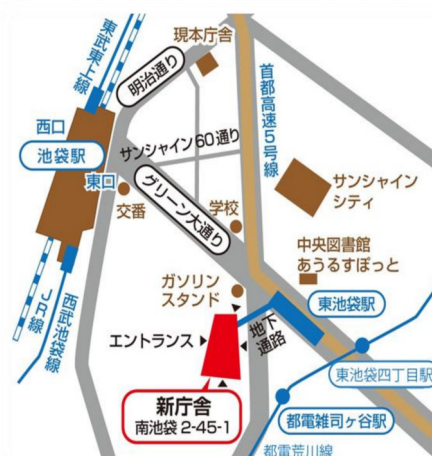 東武東上線
現本庁舎
明治通り
首都高速5号線
西口
池袋駅
サンシャイン60通り
東口
交番
グリーン大通り
学校
サンシャイン
シティ
中央図書館
あうるすぽっと
ガソリン
スタンド
東池袋駅
JR線
西武池袋線
エントランス
地下
通路
東池袋四丁目駅
新庁舎
南池袋2-45-1
都電雑司ヶ谷駅
都電荒川線